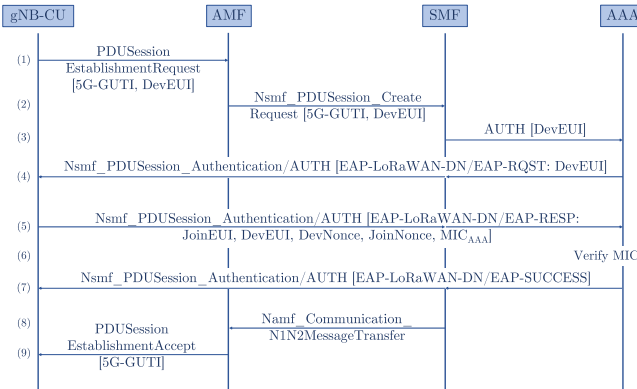 gNB-CU AMF SMF AAA
(1) PDUSession
EstablishmentRequest
[5G-GUTI, DevEUI]
(2) Nsmf_PDUSession_Create
Request [5G-GUTI, DevEUI]
(3) AUTH [DevEUI]
(4) Nsmf_PDUSession_Authentication/AUTH [EAP-LoRaWAN-DN/EAP-RQST: DevEUI]
(5) Nsmf_PDUSession_Authentication/AUTH [EAP-LoRaWAN-DN/EAP-RESP:
JoinEUI, DevEUI, DevNonce, JoinNonce, MIC_AAA]
(6) Verify MIC
(7) Nsmf_PDUSession_Authentication/AUTH [EAP-LoRaWAN-DN/EAP-SUCCESS]
(8) Namf_Communication_
N1N2MessageTransfer
(9) PDUSession
EstablishmentAccept
[5G-GUTI]